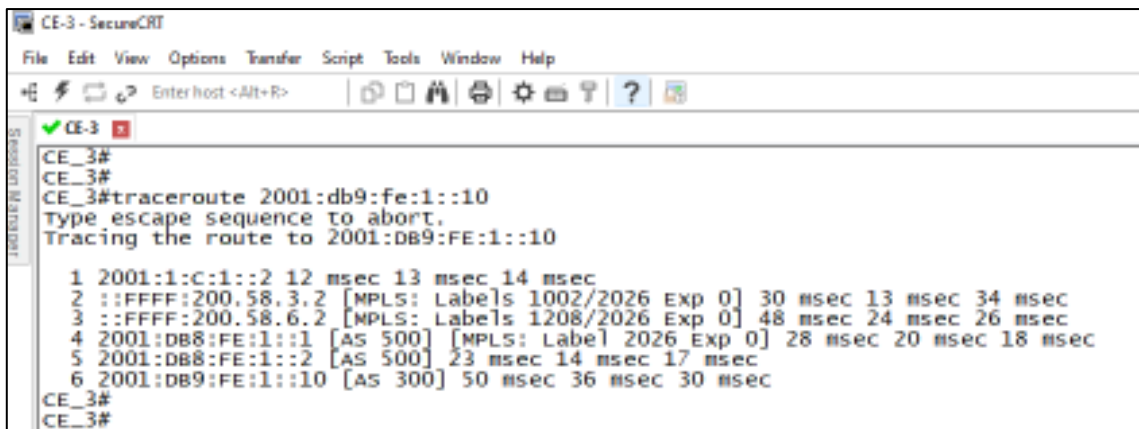 CE-3 - SecureCRT
File Edit View Options Transfer Script Tools Window Help
Enter host <Alt+R>
CE-3
Session Manager
CE_3#
CE_3#
CE_3#traceroute 2001:db9:fe:1::10
Type escape sequence to abort.
Tracing the route to 2001:DB9:FE:1::10
1 2001:1:C:1::2 12 msec 13 msec 14 msec
2 ::FFFF:200.58.3.2 [MPLS: Labels 1002/2026 Exp 0] 30 msec 13 msec 34 msec
3 ::FFFF:200.58.6.2 [MPLS: Labels 1208/2026 Exp 0] 48 msec 24 msec 26 msec
4 2001:DB8:FE:1::1 [AS 500] [MPLS: Label 2026 Exp 0] 28 msec 20 msec 18 msec
5 2001:DB8:FE:1::2 [AS 500] 23 msec 14 msec 17 msec
6 2001:DB9:FE:1::10 [AS 300] 50 msec 36 msec 30 msec
CE_3#
CE_3#